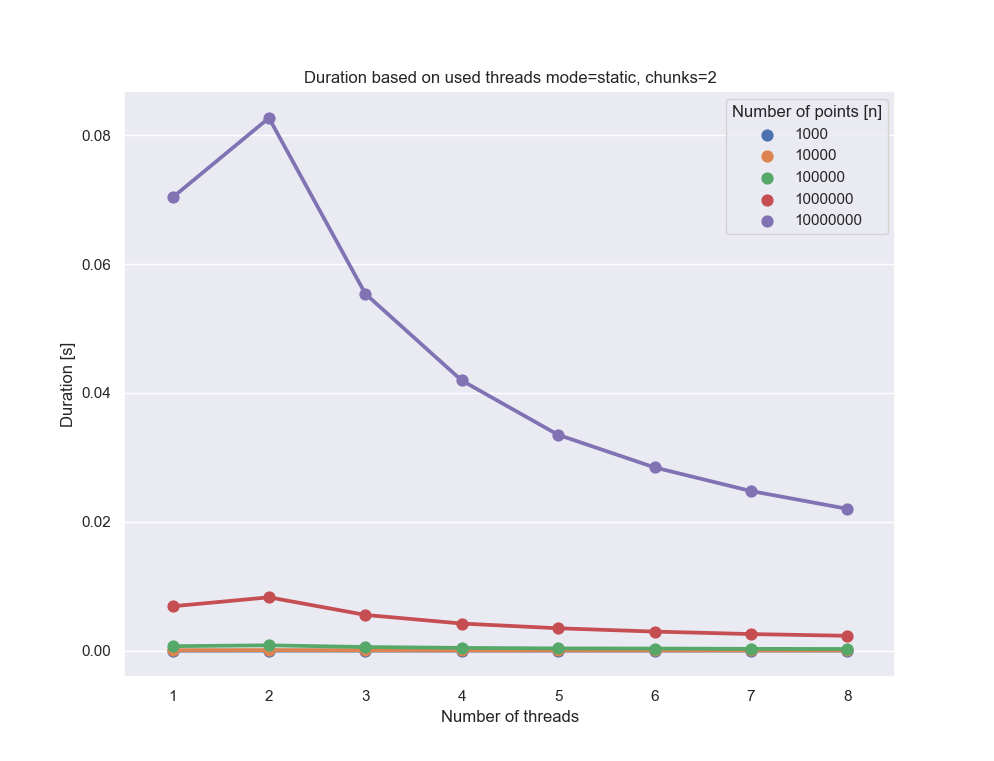 Duration based on used threads mode=static, chunks=2
Number of points [n]
1000
10000
100000
1000000
10000000
Duration [s]
0.08
0.06
0.04
0.02
0.00
1 2 3 4 5 6 7 8
Number of threads